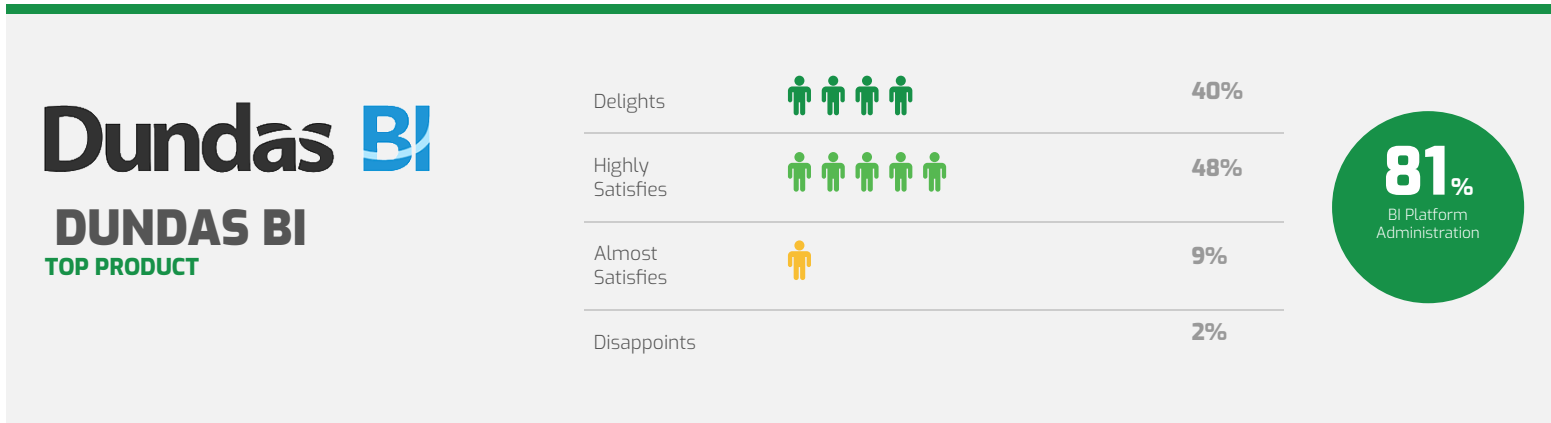 Dundas BI
DUNDAS BI
TOP PRODUCT
Delights
40%
Highly
Satisfies
48%
Almost
Satisfies
9%
Disappoints
2%
81%
BI Platform
Administration